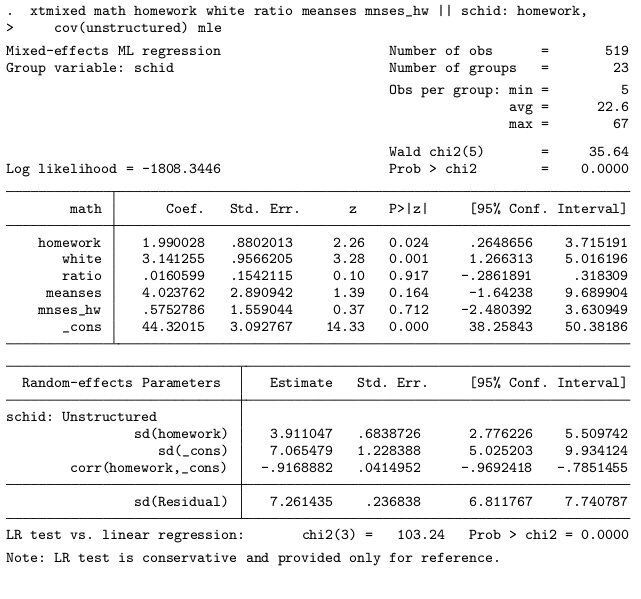 . xtmixed math homework white ratio meanses mnses_hw || schid: homework,
> cov(unstructured) mle
Mixed-effects ML regression Number of obs = 519
Group variable: schid Number of groups = 23
Obs per group: min = 5
avg = 22.6
max = 67
Wald chi2(5) = 35.64
Log likelihood = -1808.3446 Prob > chi2 = 0.0000
math Coef. Std. Err. z P>|z| [95% Conf. Interval]
homework 1.990028 .8802013 2.26 0.024 .2648656 3.715191
white 3.141255 .9566205 3.28 0.001 1.266313 5.016196
ratio .0160599 .1542115 0.10 0.917 -.2861891 .318309
meanses 4.023762 2.890942 1.39 0.164 -1.64238 9.689904
mnses_hw .5752786 1.559044 0.37 0.712 -2.480392 3.630949
_cons 44.32015 3.092767 14.33 0.000 38.25843 50.38186
Random-effects Parameters Estimate Std. Err. [95% Conf. Interval]
schid: Unstructured
sd(homework) 3.911047 .6838726 2.776226 5.509742
sd(_cons) 7.065479 1.228388 5.025203 9.934124
corr(homework,_cons) -.9168882 .0414952 -.9692418 -.7851455
sd(Residual) 7.261435 .236838 6.811767 7.740787
LR test vs. linear regression: chi2(3) = 103.24 Prob > chi2 = 0.0000
Note: LR test is conservative and provided only for reference.